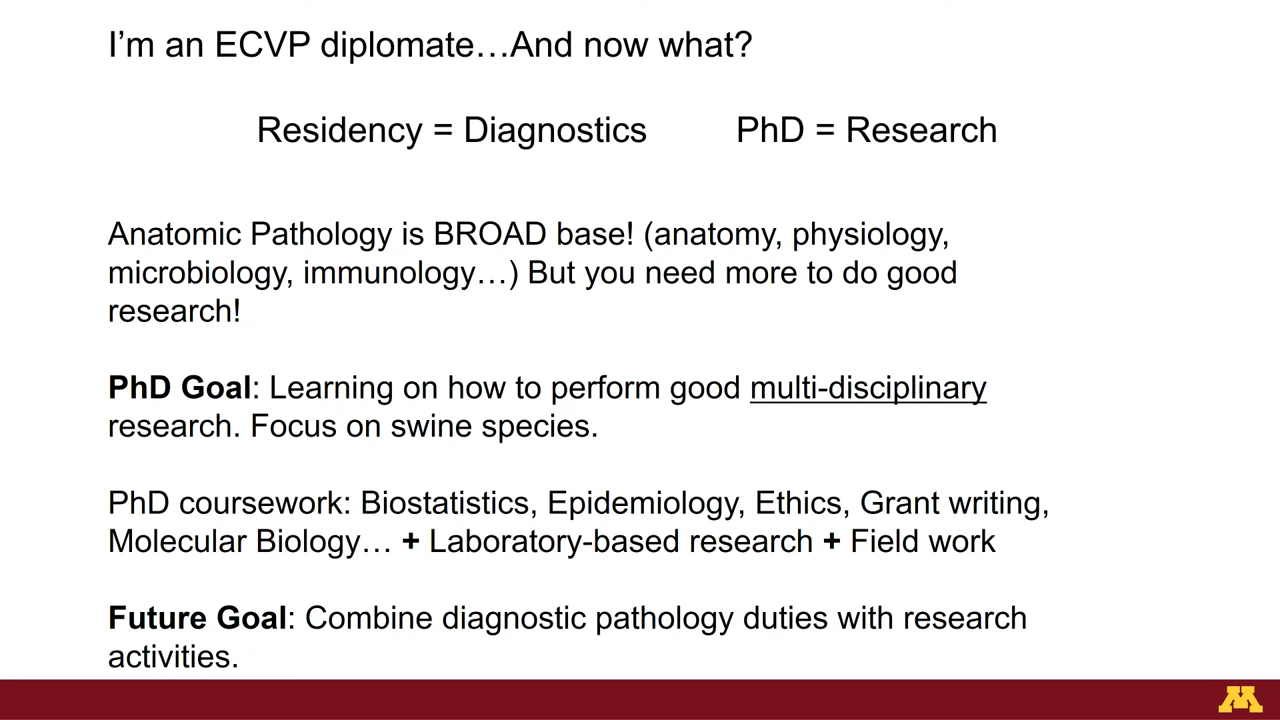 I’m an ECVP diplomate…And now what?
Residency = Diagnostics PhD = Research
Anatomic Pathology is BROAD base! (anatomy, physiology,
microbiology, immunology…) But you need more to do good
research!
PhD Goal: Learning on how to perform good multi-disciplinary
research. Focus on swine species.
PhD coursework: Biostatistics, Epidemiology, Ethics, Grant writing,
Molecular Biology… + Laboratory-based research + Field work
Future Goal: Combine diagnostic pathology duties with research
activities.
M